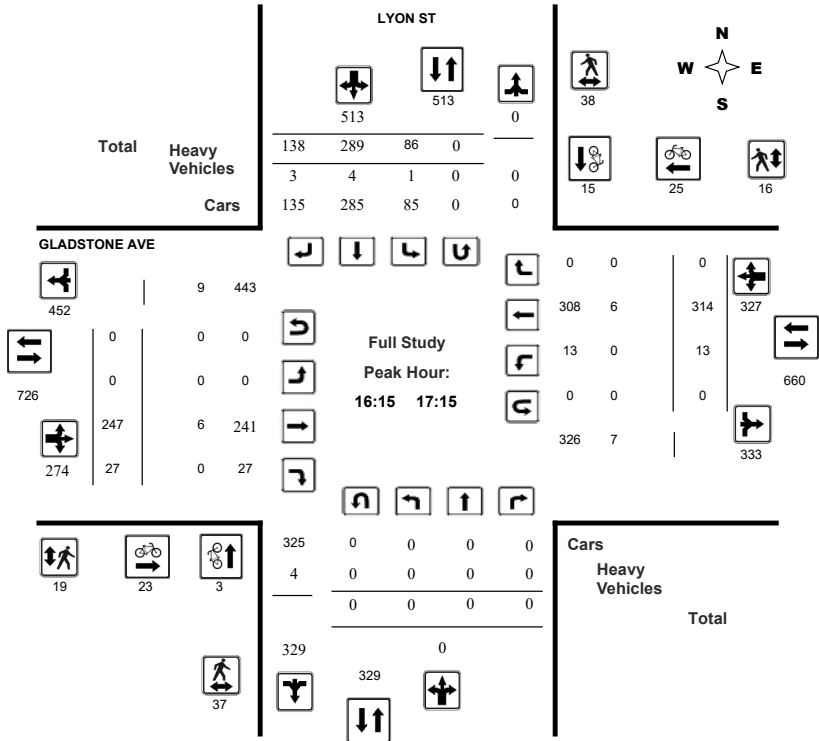 LYON ST
N
W E
S
513
38
513 0
Total Heavy Vehicles
138 289 86 0
3 4 1 0 0
Cars 135 285 85 0 0
15 25 16
GLADSTONE AVE
452
9 443
0 0 0
726
0 0 0
247 6 241
274
27 0 27
Full Study
Peak Hour:
16:15 17:15
0 0 0
308 6 314 327
13 0 13
660
0 0 0
326 7
333
325 0 0 0 0
4 0 0 0 0
0 0 0 0
329 0
329
19 23 3
37
Cars
Heavy
Vehicles
Total